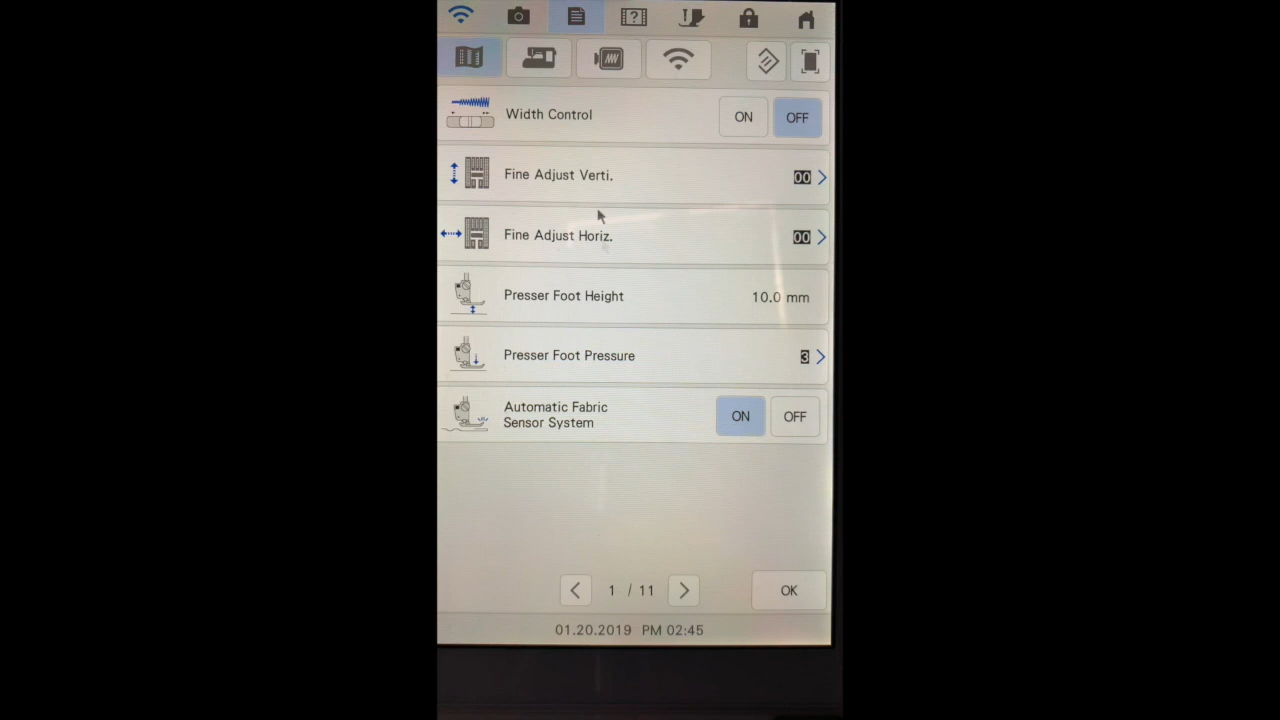 ?
Width Control
ON
OFF
Fine Adjust Verti.
00
Fine Adjust Horiz.
00
Presser Foot Height
10.0 mm
Presser Foot Pressure
3
Automatic Fabric
Sensor System
ON
OFF
1 / 11
OK
01.20.2019 PM 02:45